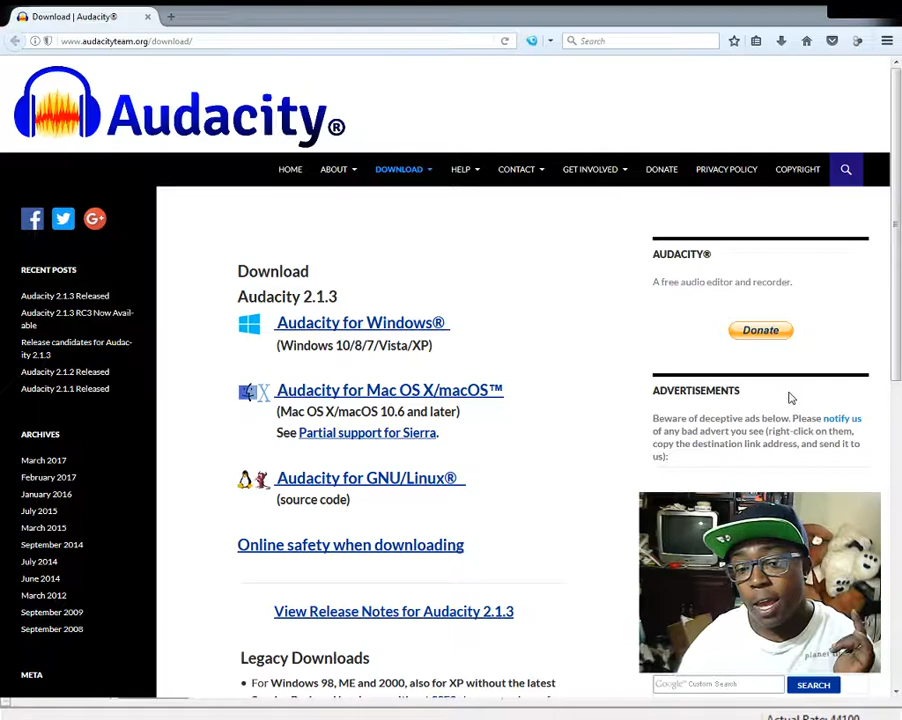 Download | Audacity®
www.audacityteam.org/download/
Search
Audacity®
HOME
ABOUT
DOWNLOAD
HELP
CONTACT
GET INVOLVED
DONATE
PRIVACY POLICY
COPYRIGHT
RECENT POSTS
Audacity 2.1.3 Released
Audacity 2.1.3 RC3 Now Avail-
able
Release candidates for Audac-
ity 2.1.3
Audacity 2.1.2 Released
Audacity 2.1.1 Released
ARCHIVES
March 2017
February 2017
January 2016
July 2015
March 2015
September 2014
July 2014
June 2014
March 2012
September 2009
September 2008
META
Download
Audacity 2.1.3
Audacity for Windows®
(Windows 10/8/7/Vista/XP)
Audacity for Mac OS X/macOS™
(Mac OS X/macOS 10.6 and later)
See Partial support for Sierra.
Audacity for GNU/Linux®
(source code)
Online safety when downloading
View Release Notes for Audacity 2.1.3
Legacy Downloads
• For Windows 98, ME and 2000, also for XP without the latest
AUDACITY®
A free audio editor and recorder.
Donate
ADVERTISEMENTS
Beware of deceptive ads below. Please notify us
of any bad advert you see (right-click on them,
copy the destination link address, and send it to
us):
planet
Google™ Custom Search
SEARCH
Actual Rate: 44100